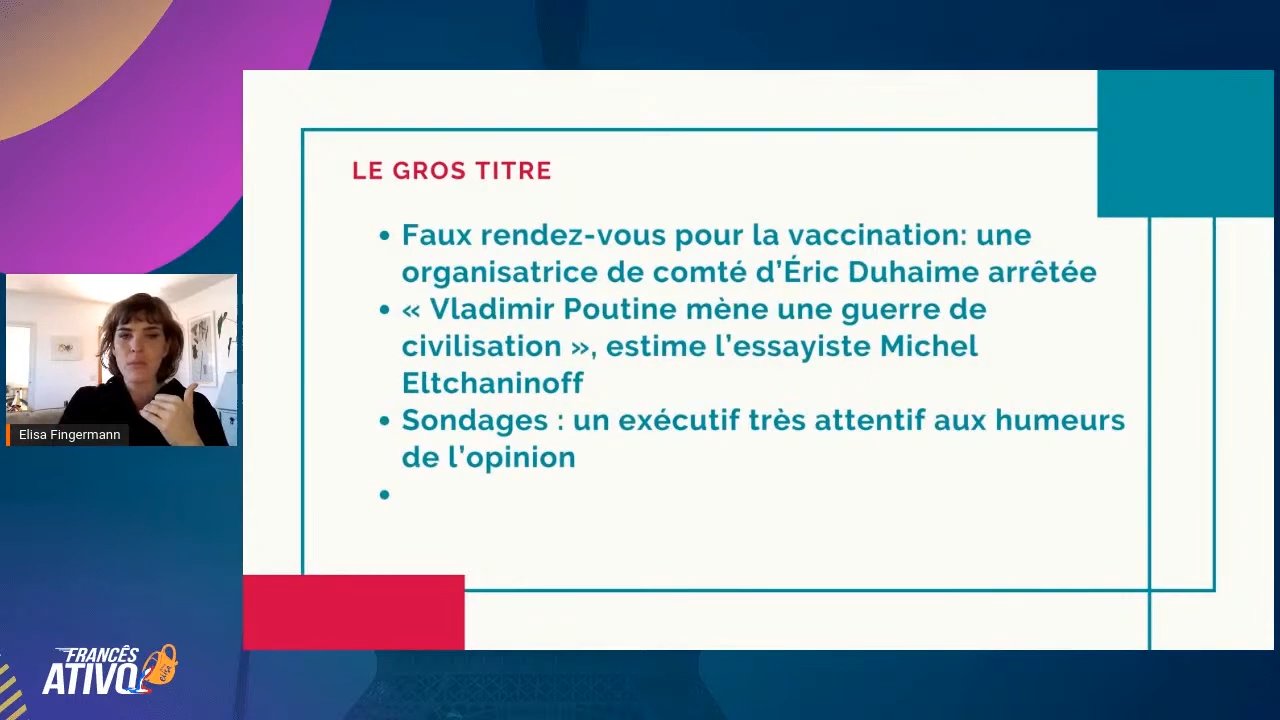 LE GROS TITRE
• Faux rendez-vous pour la vaccination: une
organisatrice de comté d’Éric Duhaime arrêtée
• « Vladimir Poutine mène une guerre de
civilisation », estime l’essayiste Michel
Eltchaninoff
• Sondages : un exécutif très attentif aux humeurs
de l’opinion
•
Elisa Fingermann
FRANCÊS
ATIVO